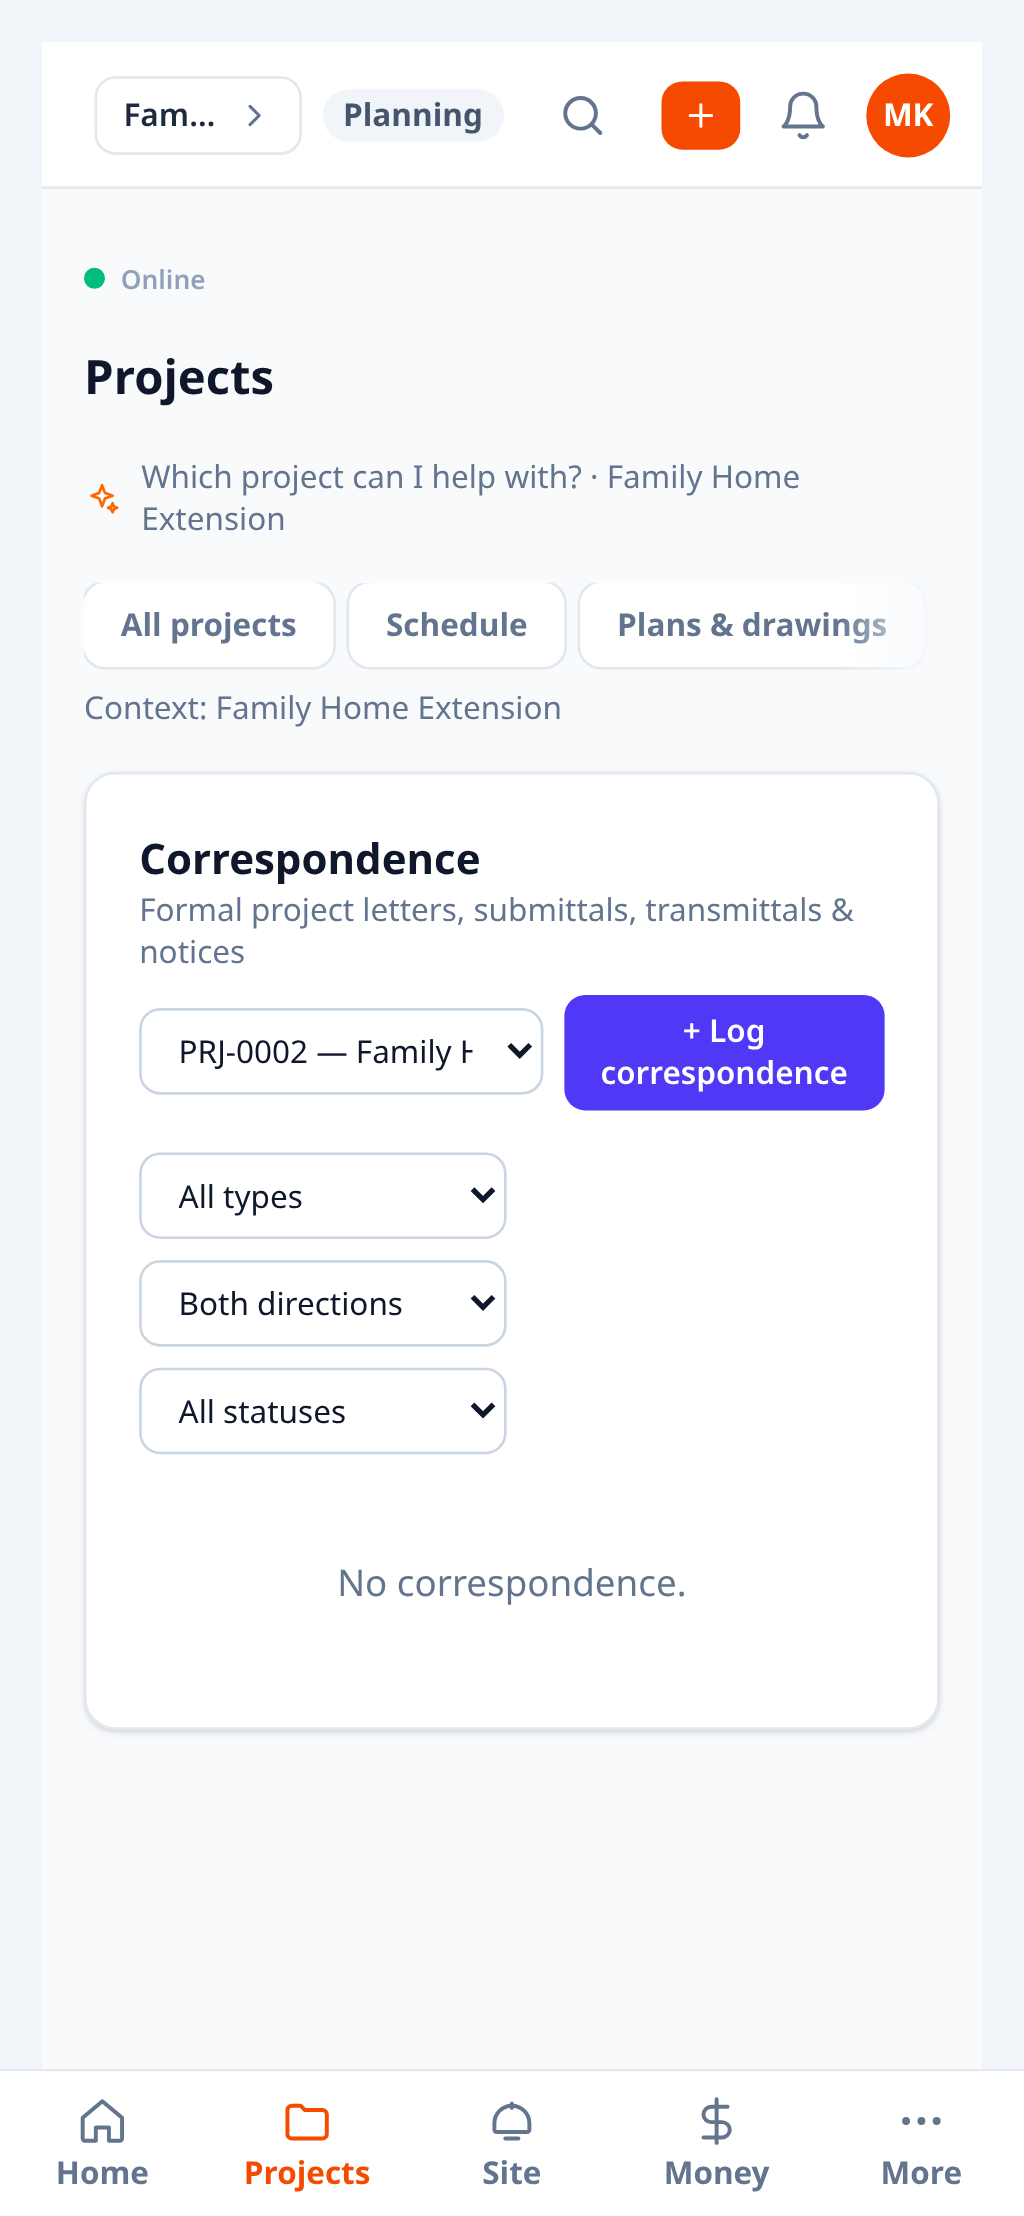 Fam...
Planning
MK
Online
Projects
Which project can I help with? · Family Home
Extension
All projects
Schedule
Plans & drawings
Context: Family Home Extension
Correspondence
Formal project letters, submittals, transmittals &
notices
PRJ-0002 — Family
+ Log
correspondence
All types
Both directions
All statuses
No correspondence.
Home
Projects
Site
Money
More